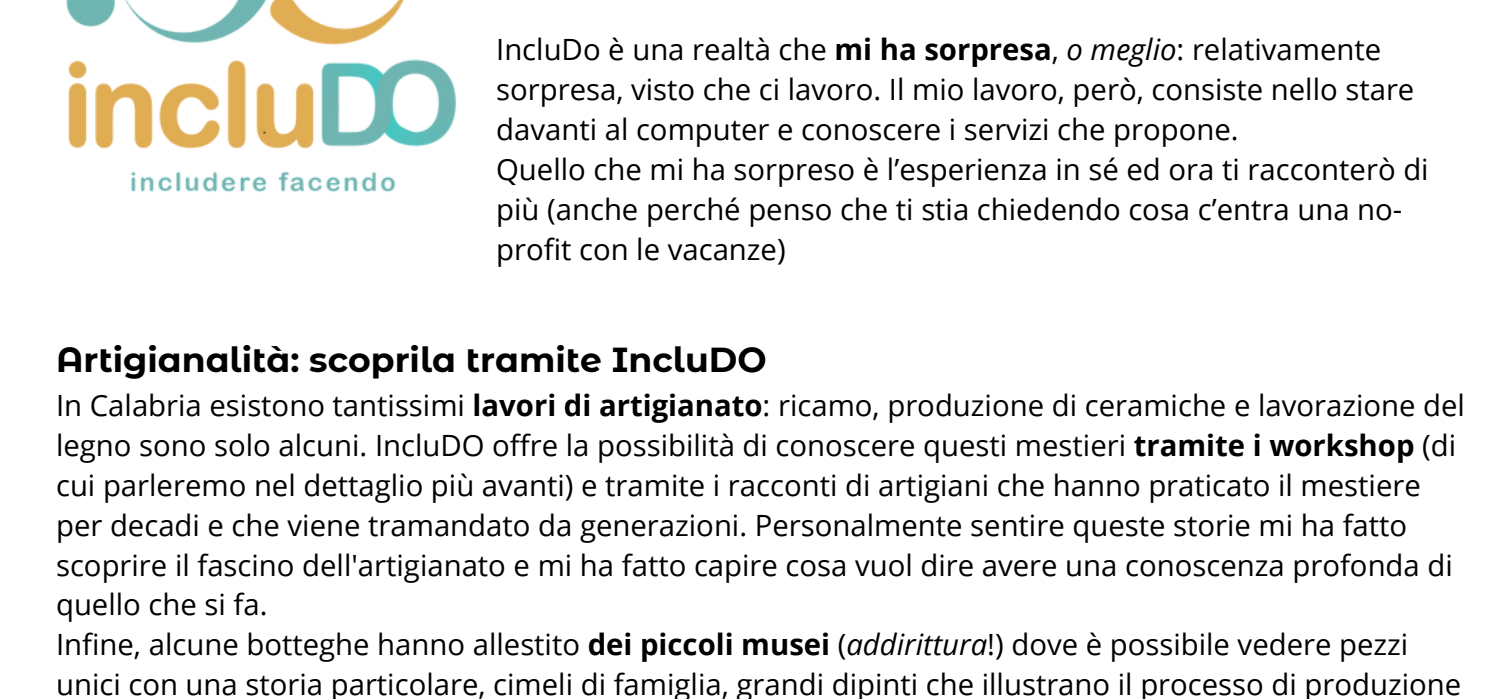 incluDO
includere facendo
IncluDo è una realtà che mi ha sorpresa, o meglio: relativamente
sorpresa, visto che ci lavoro. Il mio lavoro, però, consiste nello stare
davanti al computer e conoscere i servizi che propone.
Quello che mi ha sorpreso è l’esperienza in sé ed ora ti racconterò di
più (anche perché penso che ti stia chiedendo cosa c’entra una no-
profit con le vacanze)
Artigianalità: scoprila tramite IncluDO
In Calabria esistono tantissimi lavori di artigianato: ricamo, produzione di ceramiche e lavorazione del
legno sono solo alcuni. IncluDO offre la possibilità di conoscere questi mestieri tramite i workshop (di
cui parleremo nel dettaglio più avanti) e tramite i racconti di artigiani che hanno praticato il mestiere
per decadi e che viene tramandato da generazioni. Personalmente sentire queste storie mi ha fatto
scoprire il fascino dell'artigianato e mi ha fatto capire cosa vuol dire avere una conoscenza profonda di
quello che si fa.
Infine, alcune botteghe hanno allestito dei piccoli musei (addirittura!) dove è possibile vedere pezzi
unici con una storia particolare, cimeli di famiglia, grandi dipinti che illustrano il processo di produzione